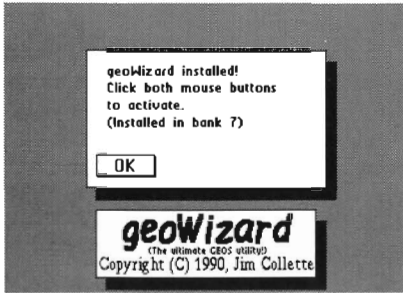 geoWizard installed!
Click both mouse buttons
to activate.
(Installed in bank 7)
OK
geoWizard
(The ultimate GEOS utility!)
Copyright (C) 1990, Jim Collette